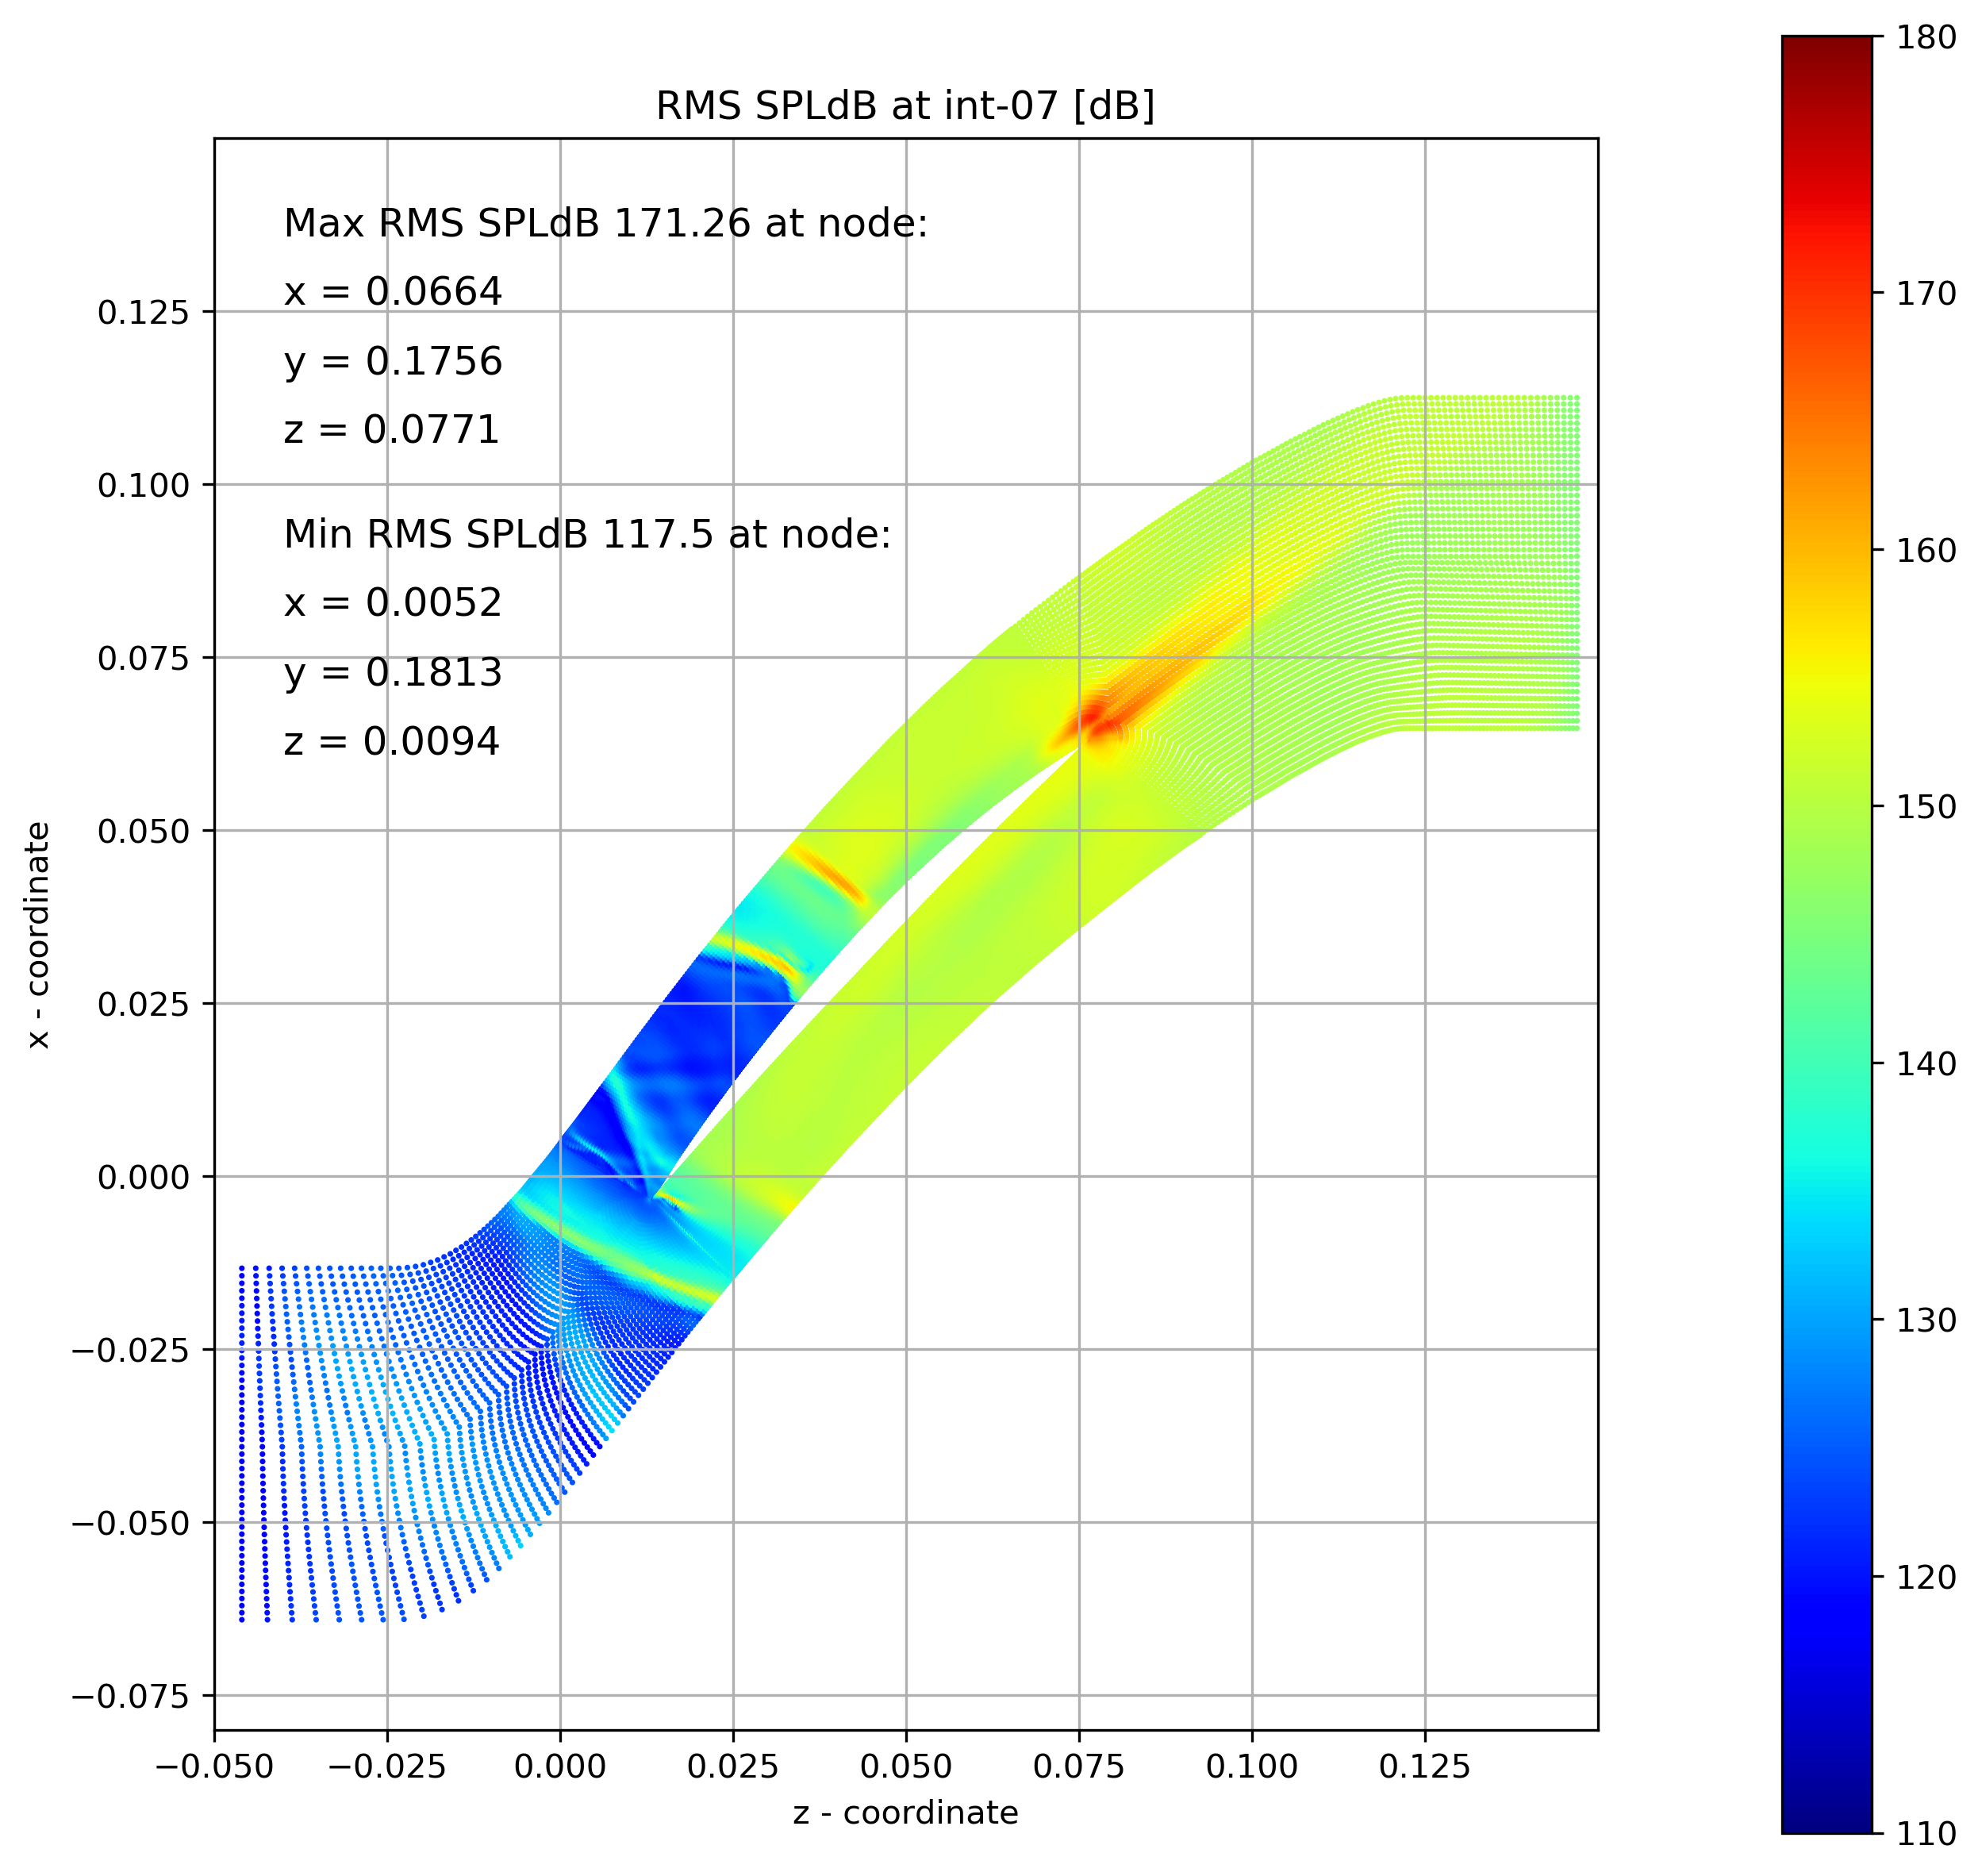 RMS SPLdB at int-07 [dB]
Max RMS SPLdB 171.26 at node:
x = 0.0664
y = 0.1756
z = 0.0771
Min RMS SPLdB 117.5 at node:
x = 0.0052
y = 0.1813
z = 0.0094
x - coordinate
0.125
0.100
0.075
0.050
0.025
0.000
−0.025
−0.050
−0.075
−0.050 −0.025 0.000 0.025 0.050 0.075 0.100 0.125
z - coordinate
180
170
160
150
140
130
120
110